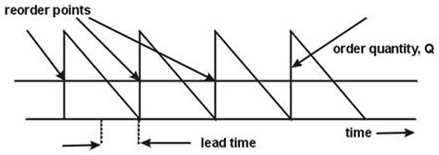 reorder points
order quantity, Q
time
lead time